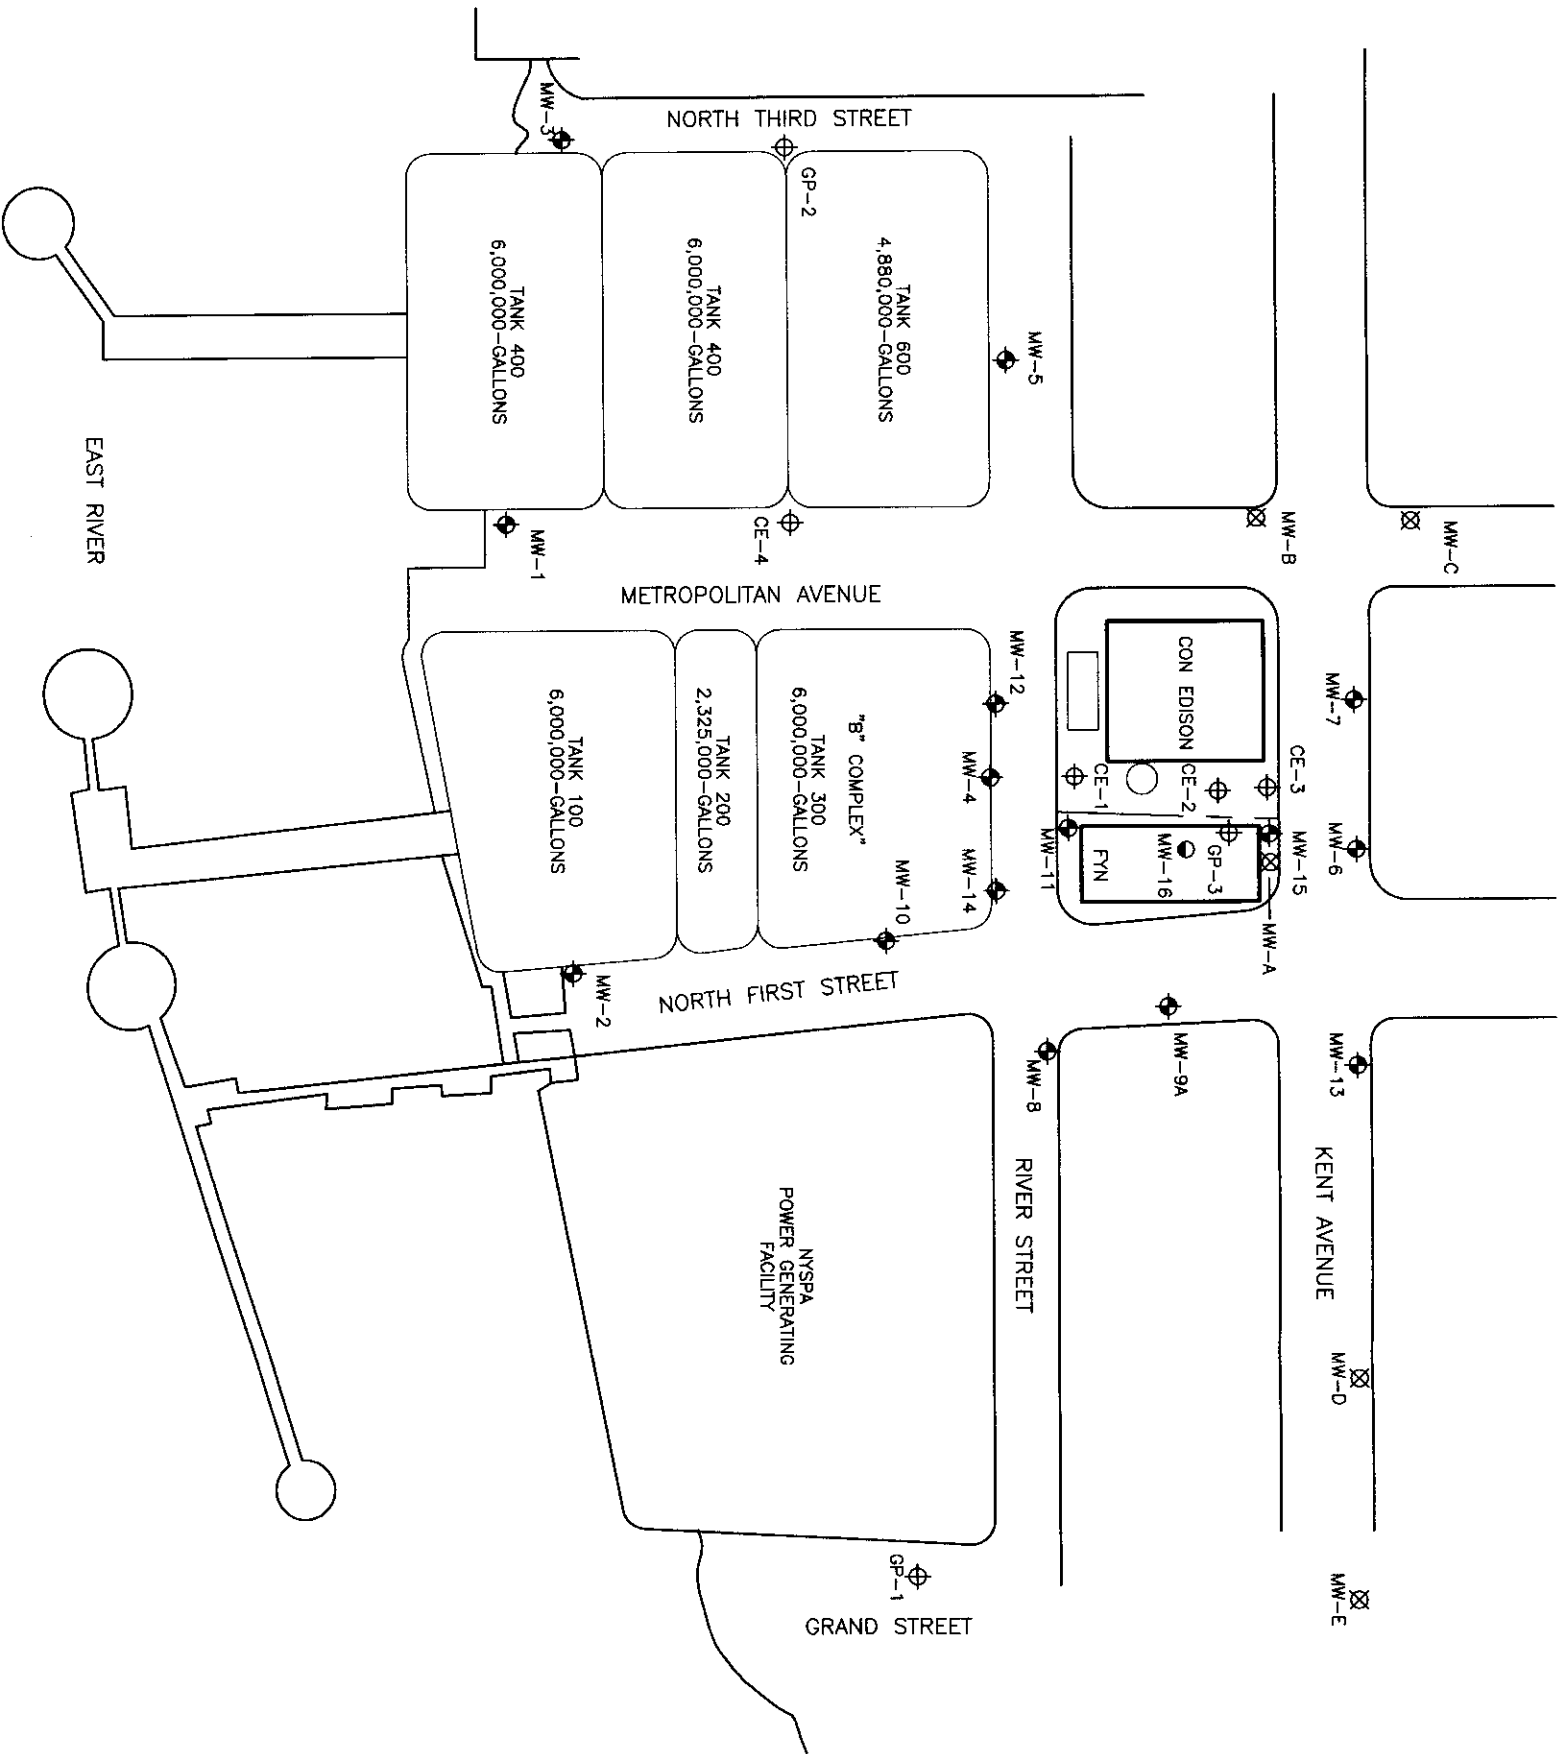 NORTH THIRD STREET
MW-3
GP-2
TANK 400
6,000,000-GALLONS
TANK 400
6,000,000-GALLONS
TANK 600
4,880,000-GALLONS
MW-5
EAST RIVER
MW-1
CE-4
MW-B
MW-C
METROPOLITAN AVENUE
MW-12
CON EDISON
MW-7
"B" COMPLEX"
TANK 300
6,000,000-GALLONS
TANK 200
2,325,000-GALLONS
TANK 100
6,000,000-GALLONS
MW-4
CE-1
CE-2
CE-3
MW-11
FYN
MW-16
GP-3
MW-15
MW-6
MW-14
MW-10
MW-A
MW-2
NORTH FIRST STREET
MW-8
MW-9A
MW-13
RIVER STREET
KENT AVENUE
NYSPA
POWER GENERATING
FACILITY
MW-D
GP-1
MW-E
GRAND STREET